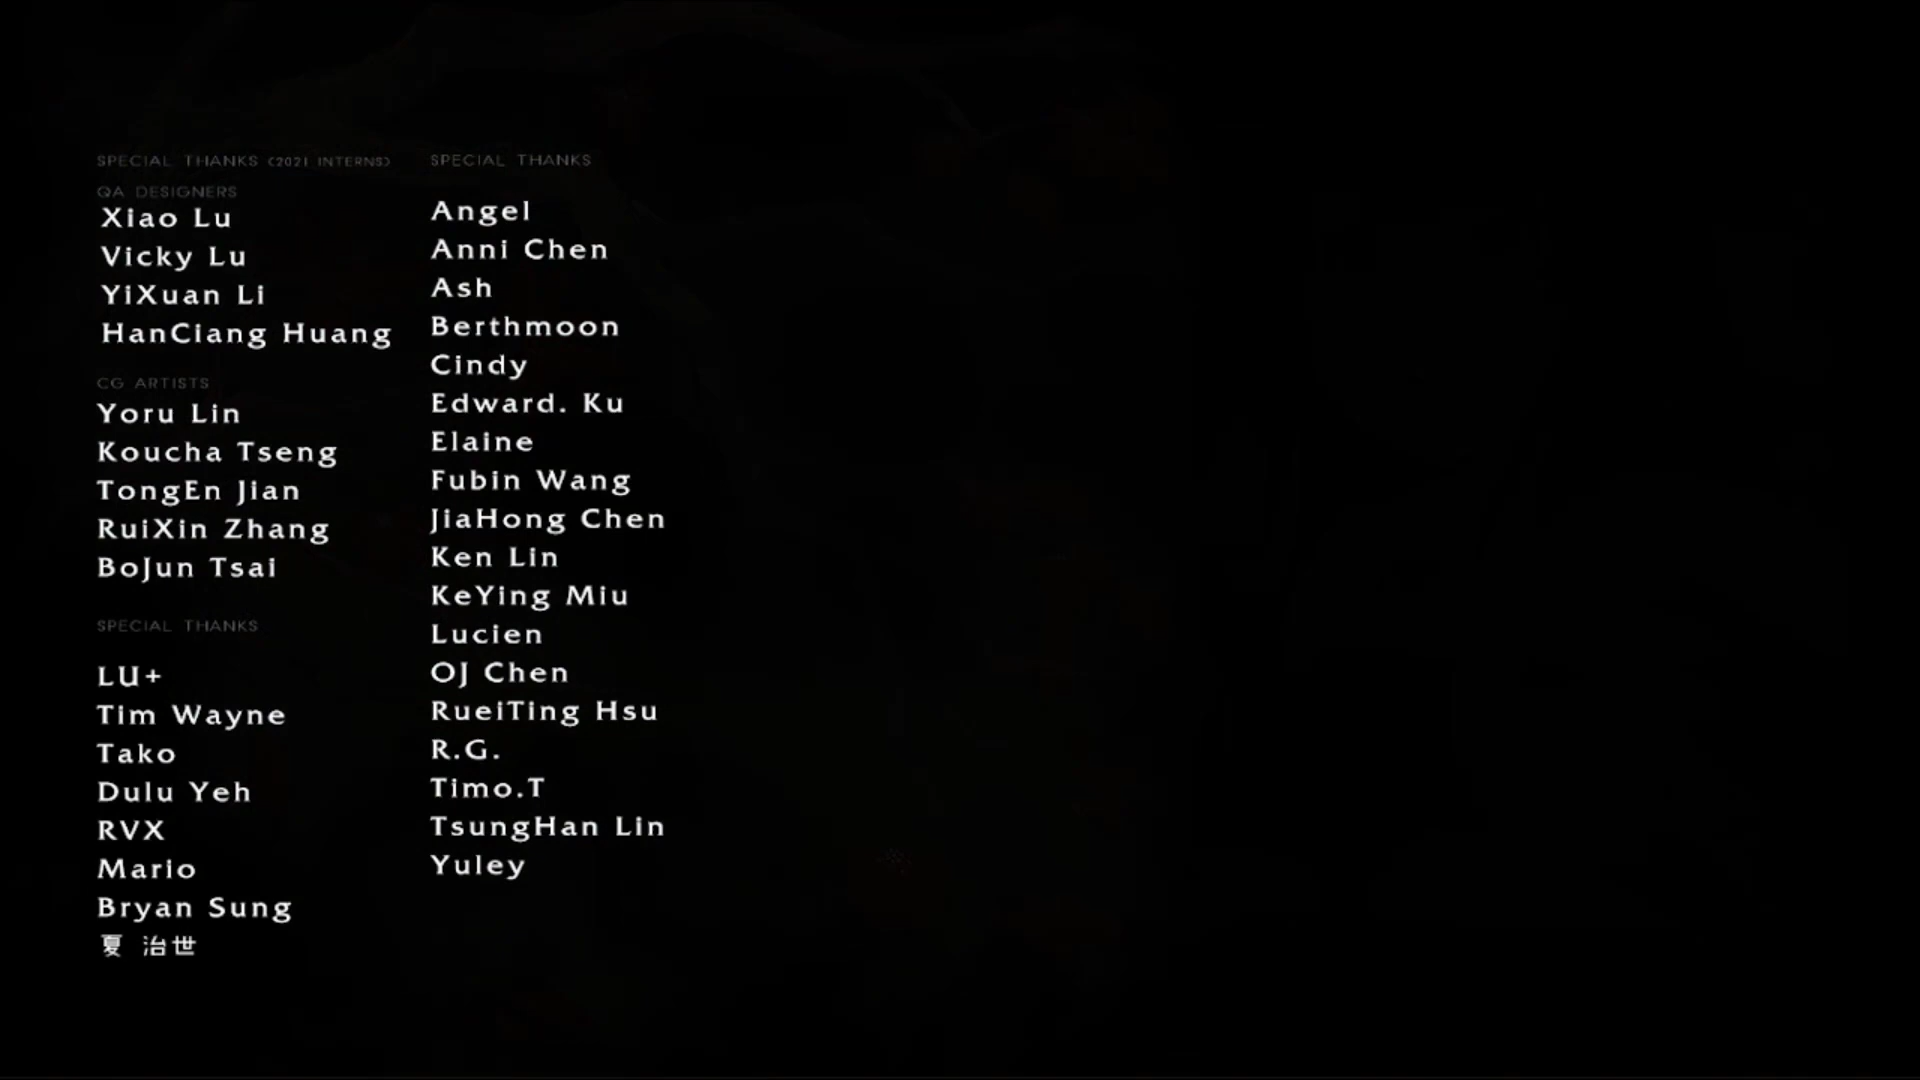 SPECIAL THANKS (2021 INTERNS)
QA DESIGNERS
Xiao Lu
Vicky Lu
YiXuan Li
HanCiang Huang
CG ARTISTS
Yoru Lin
Koucha Tseng
TongEn Jian
RuiXin Zhang
BoJun Tsai
SPECIAL THANKS
LU+
Tim Wayne
Tako
Dulu Yeh
RVX
Mario
Bryan Sung
夏 治世
SPECIAL THANKS
Angel
Anni Chen
Ash
Berthmoon
Cindy
Edward. Ku
Elaine
Fubin Wang
JiaHong Chen
Ken Lin
KeYing Miu
Lucien
OJ Chen
RueiTing Hsu
R.G.
Timo.T
TsungHan Lin
Yuley